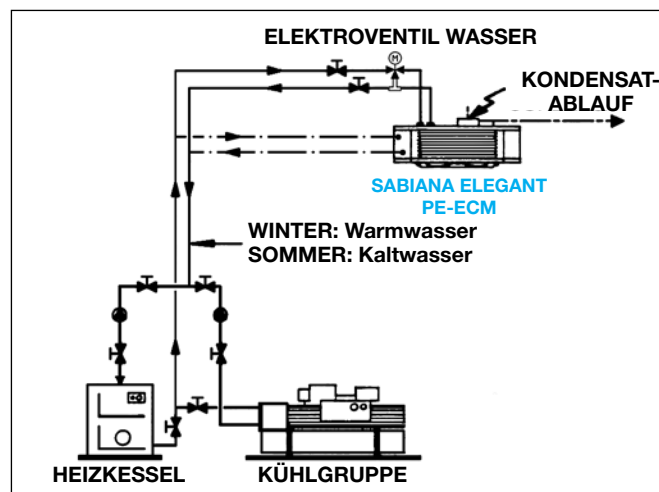 ELEKTROVENTIL WASSER
M
KONDENSAT-
ABLAUF
SABIANA ELEGANT
PE-ECM
WINTER: Warmwasser
SOMMER: Kaltwasser
HEIZKESSEL
KÜHLGRUPPE